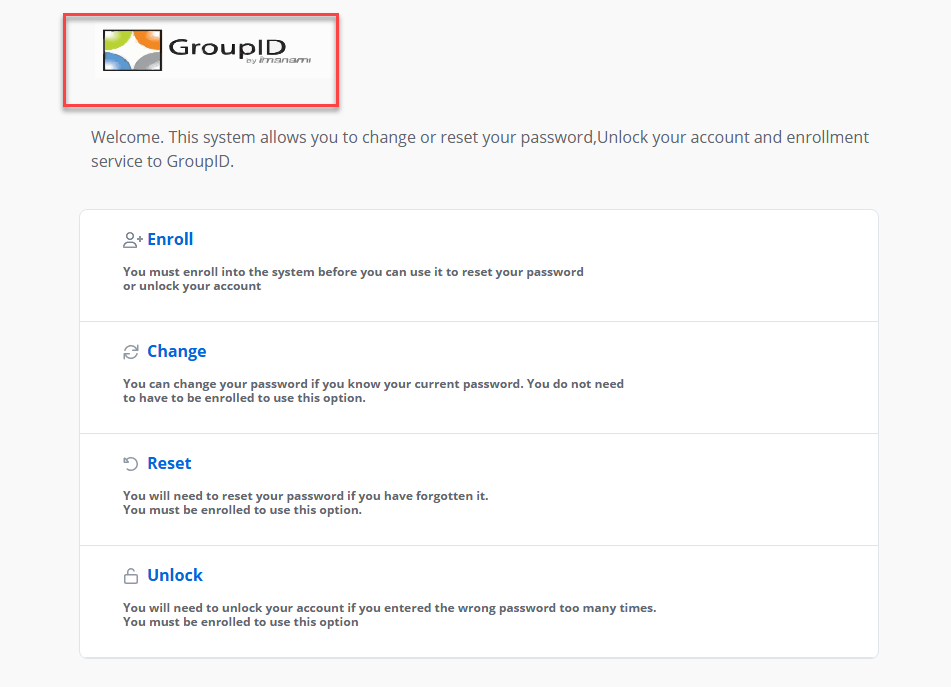 GroupID
by imanami
Welcome. This system allows you to change or reset your password,Unlock your account and enrollment
service to GroupID.
Enroll
You must enroll into the system before you can use it to reset your password
or unlock your account
Change
You can change your password if you know your current password. You do not need
to have to be enrolled to use this option.
Reset
You will need to reset your password if you have forgotten it.
You must be enrolled to use this option.
Unlock
You will need to unlock your account if you entered the wrong password too many times.
You must be enrolled to use this option